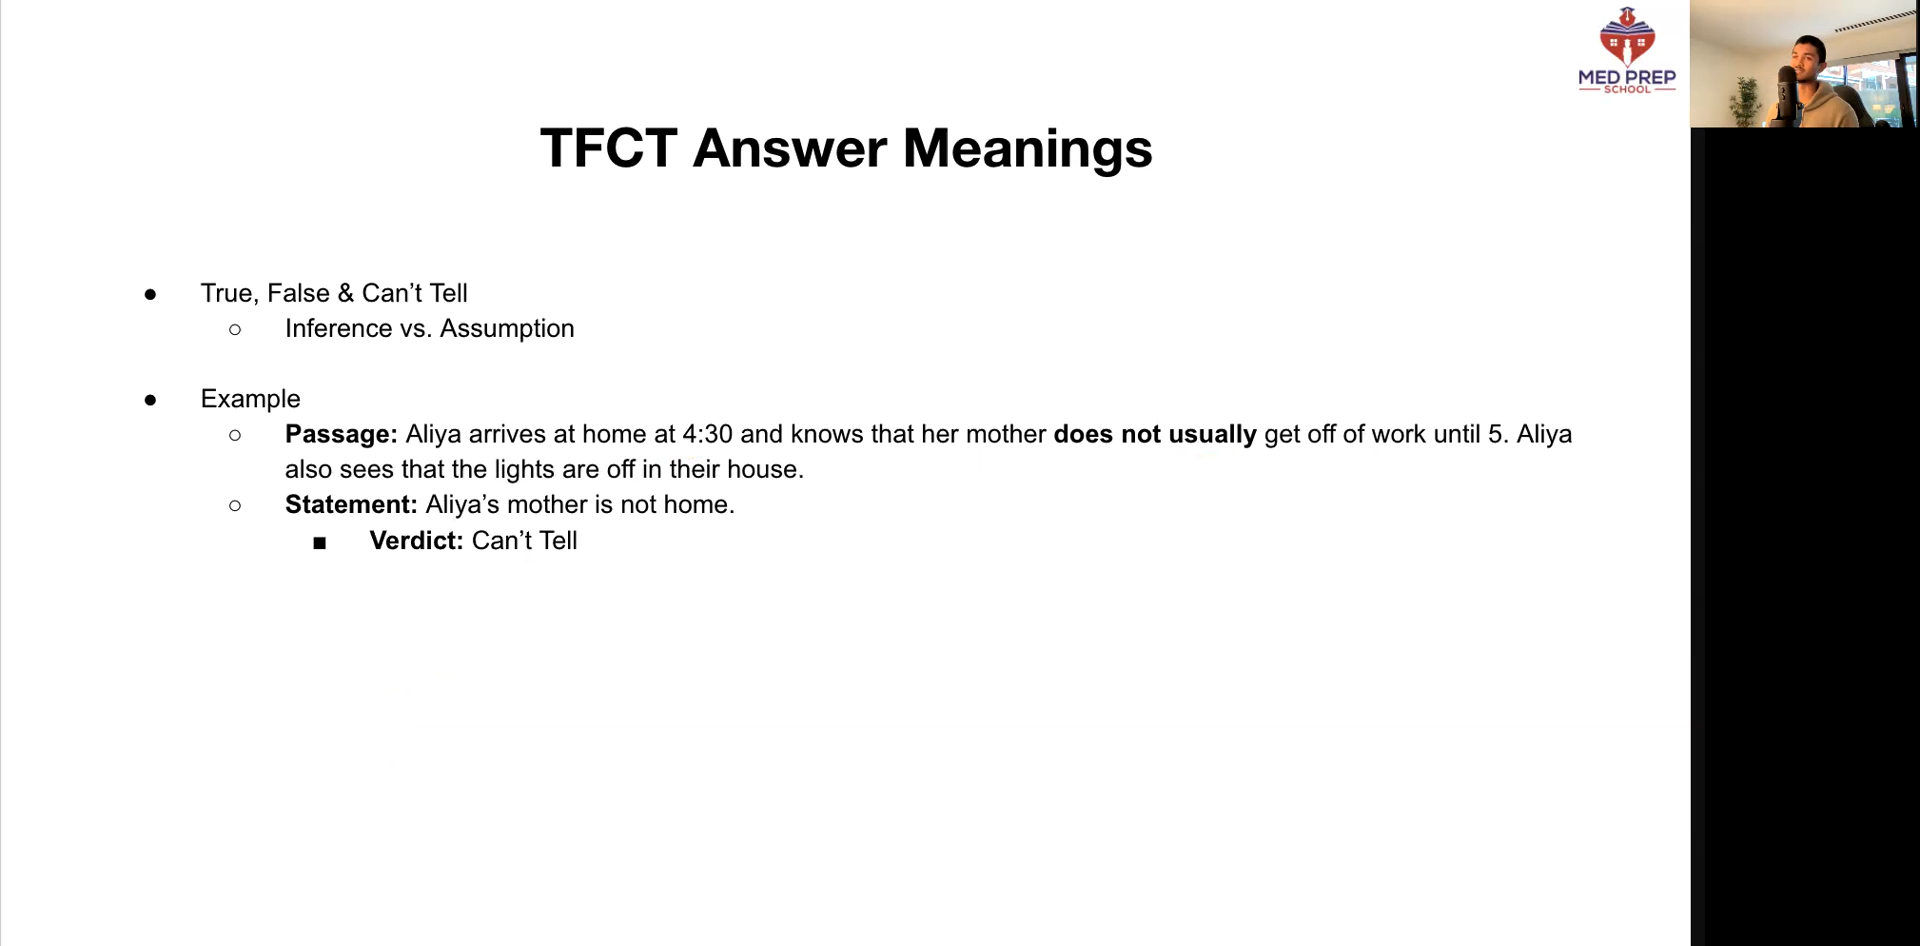 MED PREP
SCHOOL
TFCT Answer Meanings
● True, False & Can’t Tell
○ Inference vs. Assumption
● Example
○ Passage: Aliya arrives at home at 4:30 and knows that her mother does not usually get off of work until 5. Aliya
also sees that the lights are off in their house.
○ Statement: Aliya’s mother is not home.
■ Verdict: Can’t Tell